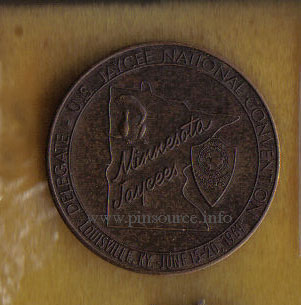 DELEGATE - U.S. JAYCEE NATIONAL CONVENTION
Minnesota
Jaycees
www.pinsource.info
LOUISVILLE, KY. JUNE